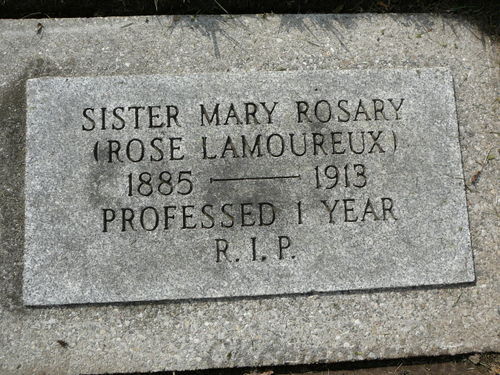 SISTER MARY ROSARY
(ROSE LAMOUREUX)
1885 — 1913
PROFESSED 1 YEAR
R.I.P.